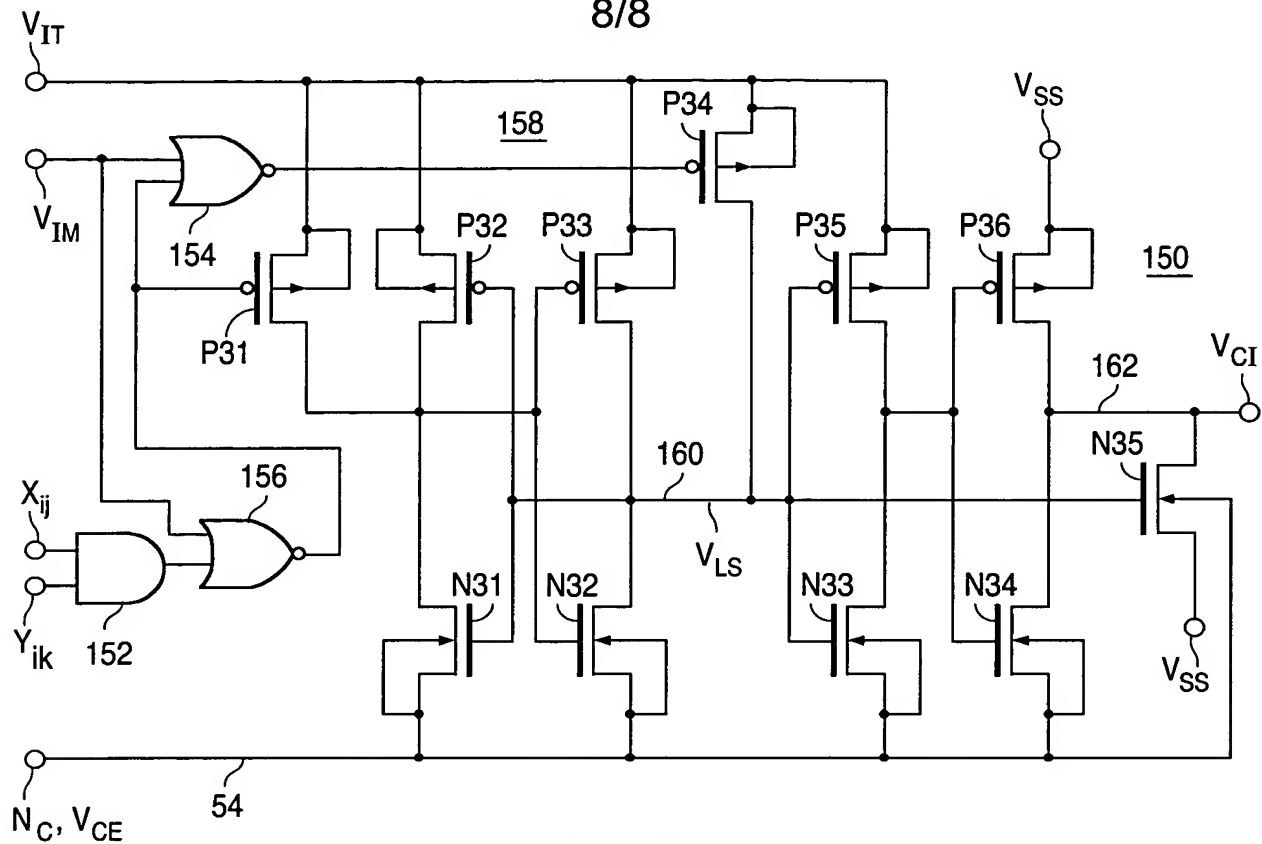 8/8
V_IT
V_SS
P34
158
V_IM
154
P32
P33
P35
P36
150
P31
V_CI
162
N35
156
160
X_ij
V_LS
N31
N32
N33
N34
Y_ik
152
V_SS
54
N_C, V_CE